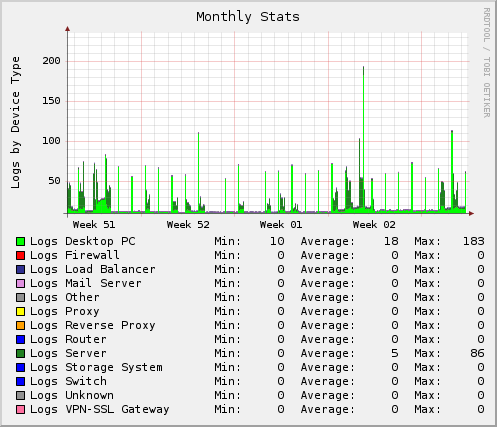 Monthly Stats
RRDTOOL / TOBI OETIKER
Logs by Device Type
200
150
100
50
Week 51 Week 52 Week 01 Week 02
Logs Desktop PC Min: 10 Average: 18 Max: 183
Logs Firewall Min: 0 Average: 0 Max: 0
Logs Load Balancer Min: 0 Average: 0 Max: 0
Logs Mail Server Min: 0 Average: 0 Max: 0
Logs Other Min: 0 Average: 0 Max: 0
Logs Proxy Min: 0 Average: 0 Max: 0
Logs Reverse Proxy Min: 0 Average: 0 Max: 0
Logs Router Min: 0 Average: 0 Max: 0
Logs Server Min: 0 Average: 5 Max: 86
Logs Storage System Min: 0 Average: 0 Max: 0
Logs Switch Min: 0 Average: 0 Max: 0
Logs Unknown Min: 0 Average: 0 Max: 0
Logs VPN-SSL Gateway Min: 0 Average: 0 Max: 0